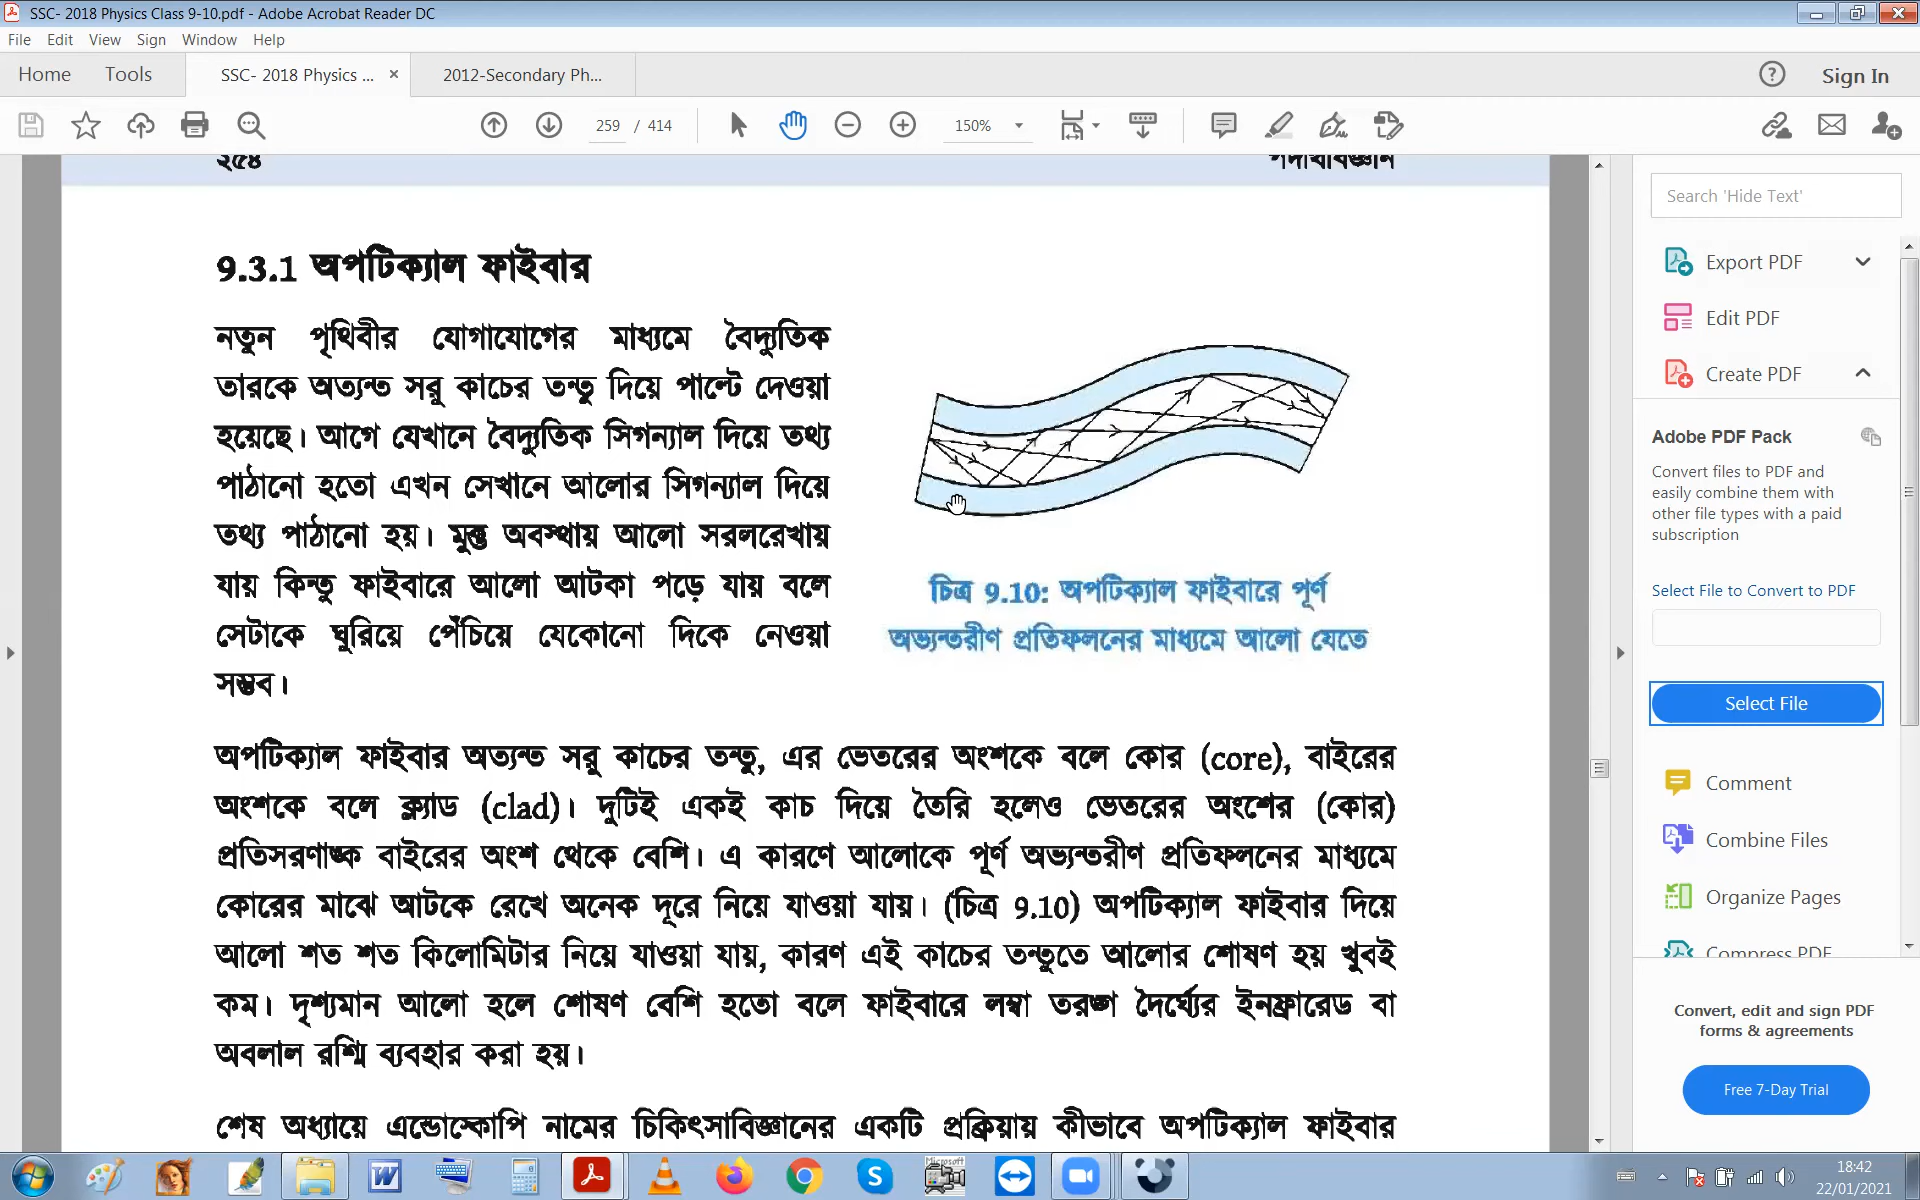 SSC- 2018 Physics Class 9-10.pdf - Adobe Acrobat Reader DC
File Edit View Sign Window Help
Home Tools SSC- 2018 Physics ... × 2012-Secondary Ph... Sign In
259 / 414 150%
২৫৪ পদার্থবিজ্ঞান
9.3.1 অপটিক্যাল ফাইবার
নতুন পৃথিবীর যোগাযোগের মাধ্যমে বৈদ্যুতিক
তারকে অত্যন্ত সরু কাচের তন্তু দিয়ে পাল্টে দেওয়া
হয়েছে। আগে যেখানে বৈদ্যুতিক সিগন্যাল দিয়ে তথ্য
পাঠানো হতো এখন সেখানে আলোর সিগন্যাল দিয়ে
তথ্য পাঠানো হয়। মুক্ত অবস্থায় আলো সরলরেখায়
যায় কিন্তু ফাইবারে আলো আটকা পড়ে যায় বলে
সেটাকে ঘুরিয়ে পেঁচিয়ে যেকোনো দিকে নেওয়া
সম্ভব।
চিত্র 9.10: অপটিক্যাল ফাইবারে পূর্ণ
অভ্যন্তরীণ প্রতিফলনের মাধ্যমে আলো যেতে
অপটিক্যাল ফাইবার অত্যন্ত সরু কাচের তন্তু, এর ভেতরের অংশকে বলে কোর (core), বাইরের
অংশকে বলে ক্ল্যাড (clad)। দুটিই একই কাচ দিয়ে তৈরি হলেও ভেতরের অংশের (কোর)
প্রতিসরণাঙ্ক বাইরের অংশ থেকে বেশি। এ কারণে আলোকে পূর্ণ অভ্যন্তরীণ প্রতিফলনের মাধ্যমে
কোরের মাঝে আটকে রেখে অনেক দূরে নিয়ে যাওয়া যায়। (চিত্র 9.10) অপটিক্যাল ফাইবার দিয়ে
আলো শত শত কিলোমিটার নিয়ে যাওয়া যায়, কারণ এই কাচের তন্তুতে আলোর শোষণ হয় খুবই
কম। দৃশ্যমান আলো হলে শোষণ বেশি হতো বলে ফাইবারে লম্বা তরঙ্গ দৈর্ঘ্যের ইনফ্রারেড বা
অবলাল রশ্মি ব্যবহার করা হয়।
শেষ অধ্যায়ে এন্ডোস্কোপি নামের চিকিৎসাবিজ্ঞানের একটি প্রক্রিয়ায় কীভাবে অপটিক্যাল ফাইবার
Search 'Hide Text'
Export PDF
Edit PDF
Create PDF
Adobe PDF Pack
Convert files to PDF and
easily combine them with
other file types with a paid
subscription
Select File to Convert to PDF
Select File
Comment
Combine Files
Organize Pages
Compress PDF
Convert, edit and sign PDF
forms & agreements
Free 7-Day Trial
Microsoft
18:42
22/01/2021